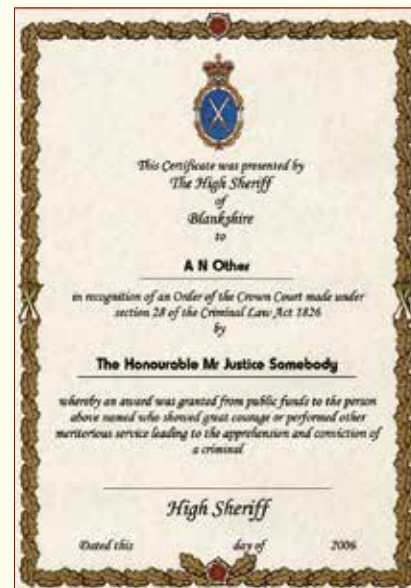 This Certificate was presented by
The High Sheriff
of
Blankshire
to
A N Other
in recognition of an Order of the Crown Court made under
section 28 of the Criminal Law Act 1826
by
The Honourable Mr Justice Somebody
whereby an award was granted from public funds to the person
above named who showed great courage or performed other
meritorious service leading to the apprehension and conviction of
a criminal
High Sheriff
Dated this day of 2006